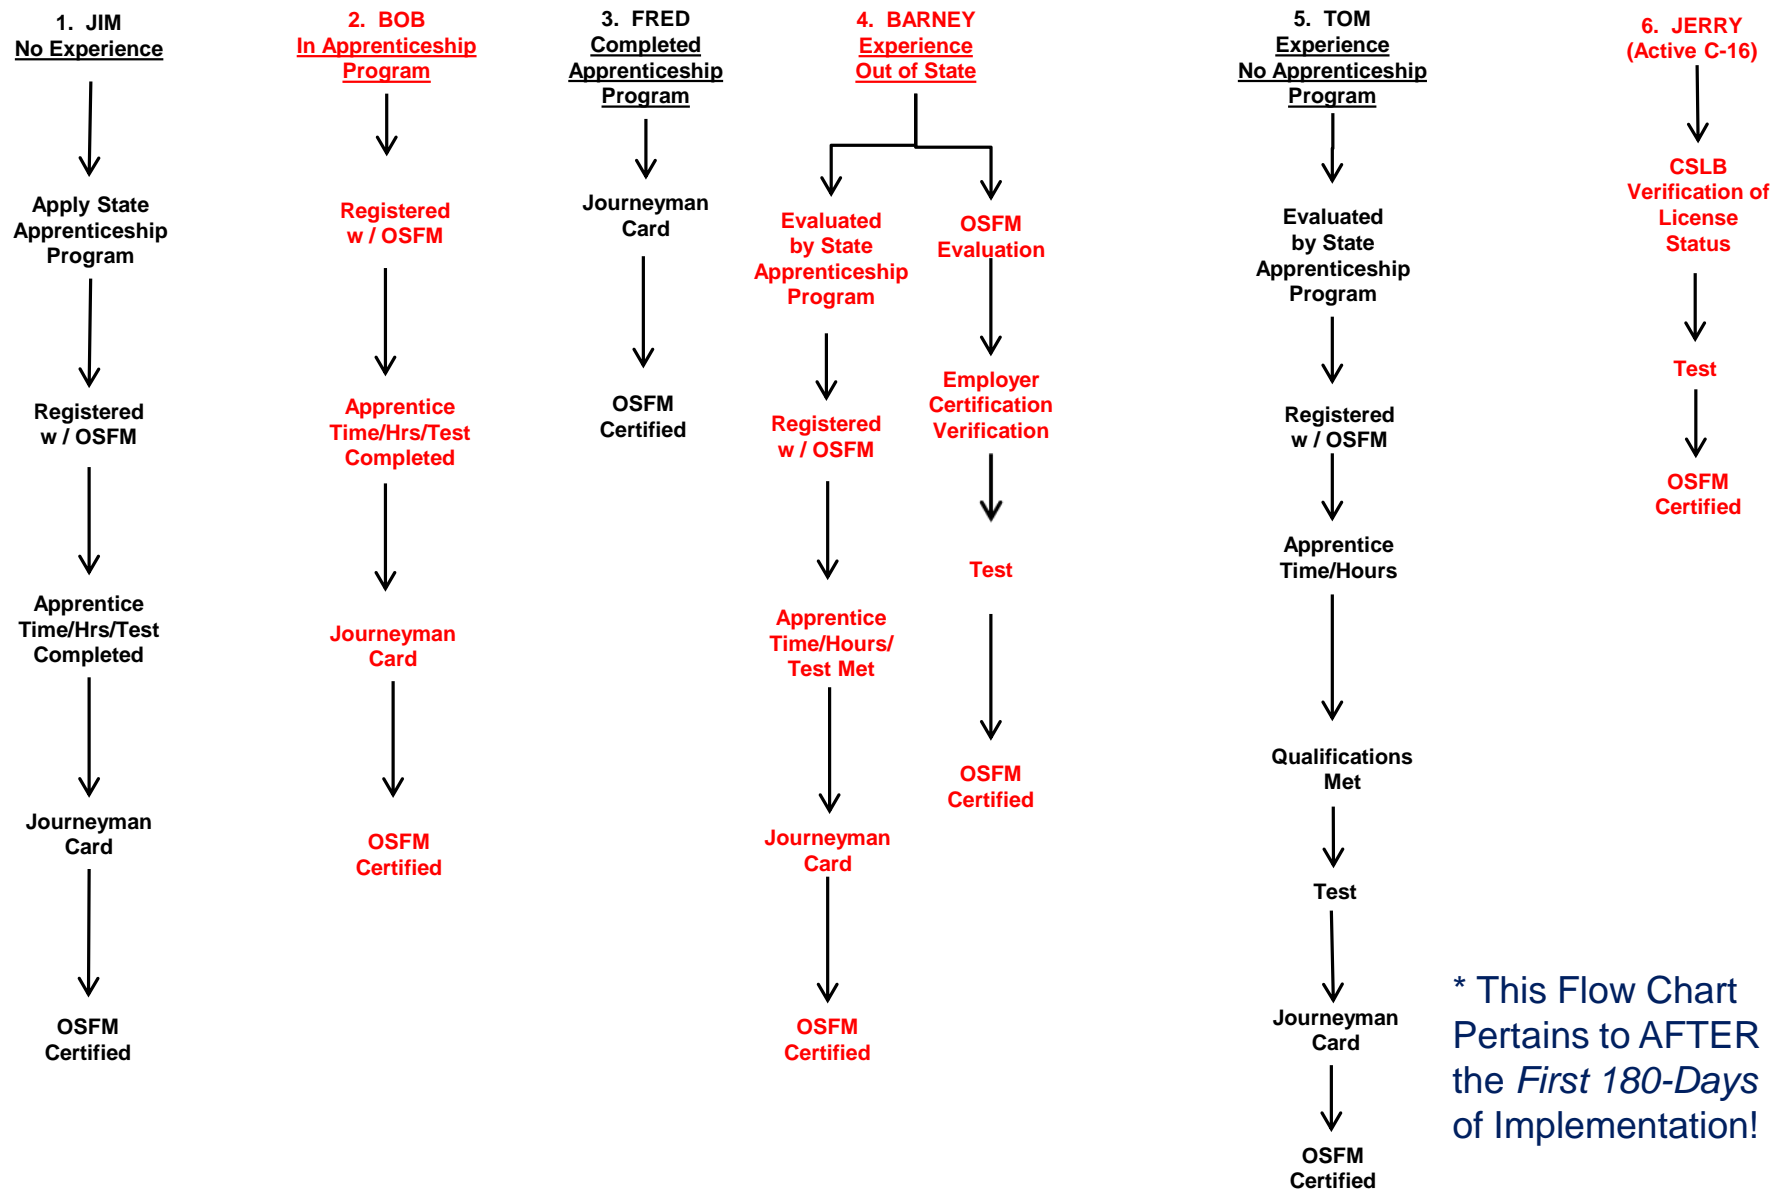 1. JIM
No Experience
Apply State
Apprenticeship
Program
Registered
w / OSFM
Apprentice
Time/Hrs/Test
Completed
Journeyman
Card
OSFM
Certified
2. BOB
In Apprenticeship
Program
Registered
w / OSFM
Apprentice
Time/Hrs/Test
Completed
Journeyman
Card
OSFM
Certified
3. FRED
Completed
Apprenticeship
Program
Journeyman
Card
OSFM
Certified
4. BARNEY
Experience
Out of State
Evaluated
by State
Apprenticeship
Program
Registered
w / OSFM
Apprentice
Time/Hours/
Test Met
Journeyman
Card
OSFM
Certified
OSFM
Evaluation
Employer
Certification
Verification
Test
OSFM
Certified
5. TOM
Experience
No Apprenticeship
Program
Evaluated
by State
Apprenticeship
Program
Registered
w / OSFM
Apprentice
Time/Hours
Qualifications
Met
Test
Journeyman
Card
OSFM
Certified
6. JERRY
(Active C-16)
CSLB
Verification of
License
Status
Test
OSFM
Certified
* This Flow Chart
Pertains to AFTER
the First 180-Days
of Implementation!